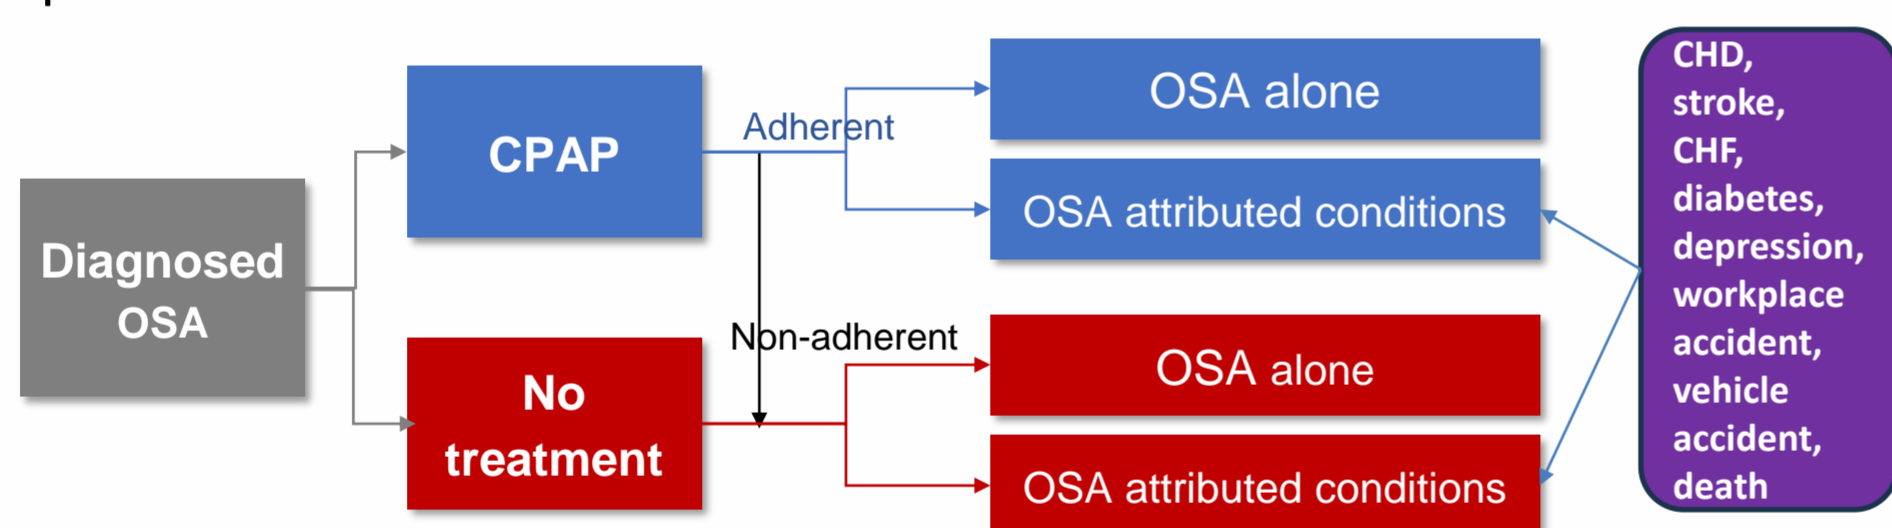 Diagnosed
OSA
CPAP
No
treatment
Adherent
Non-adherent
OSA alone
OSA attributed conditions
OSA alone
OSA attributed conditions
CHD,
stroke,
CHF,
diabetes,
depression,
workplace
accident,
vehicle
accident,
death